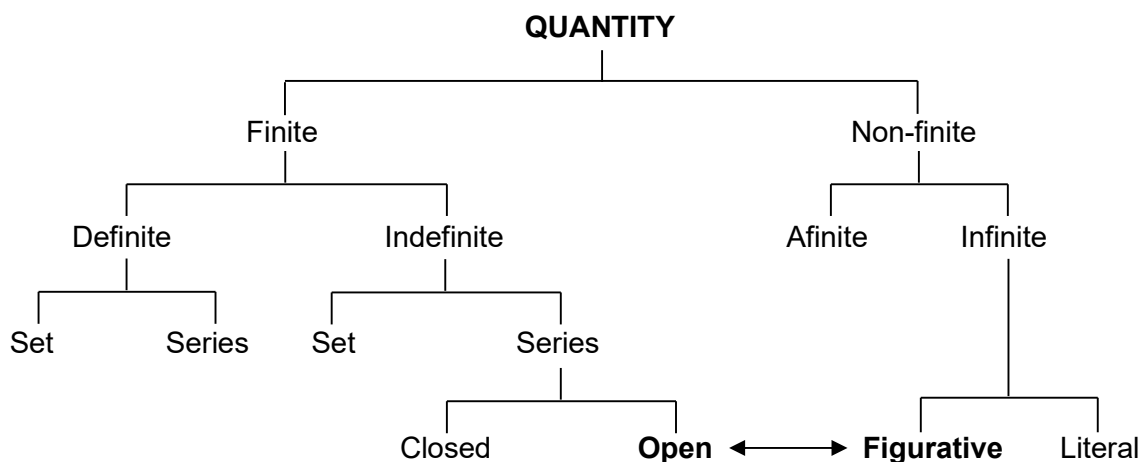 QUANTITY
Finite Non-finite
Definite Indefinite Afinite Infinite
Set Series Set Series
Closed Open Figurative Literal